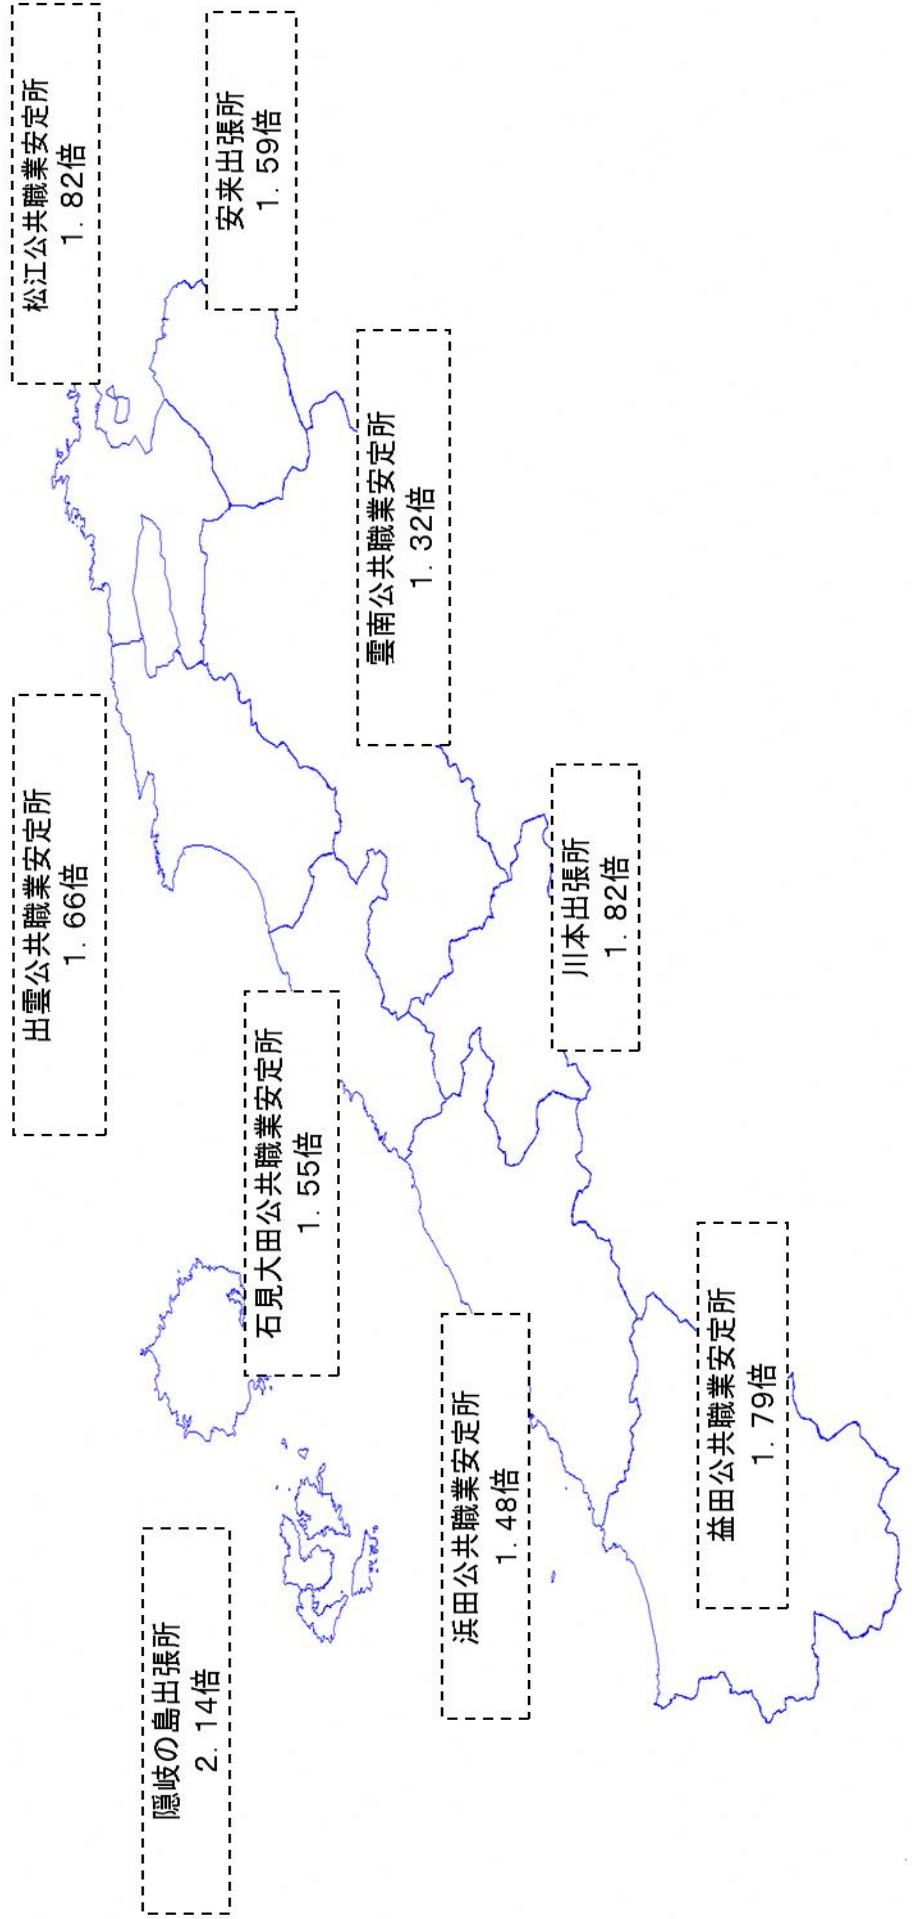 松江公共職業安定所
1. 82倍
安来出張所
1. 59倍
出雲公共職業安定所
1. 66倍
雲南公共職業安定所
1. 32倍
石見大田公共職業安定所
1. 55倍
川本出張所
1. 82倍
隠岐の島出張所
2. 14倍
浜田公共職業安定所
1. 48倍
益田公共職業安定所
1. 79倍